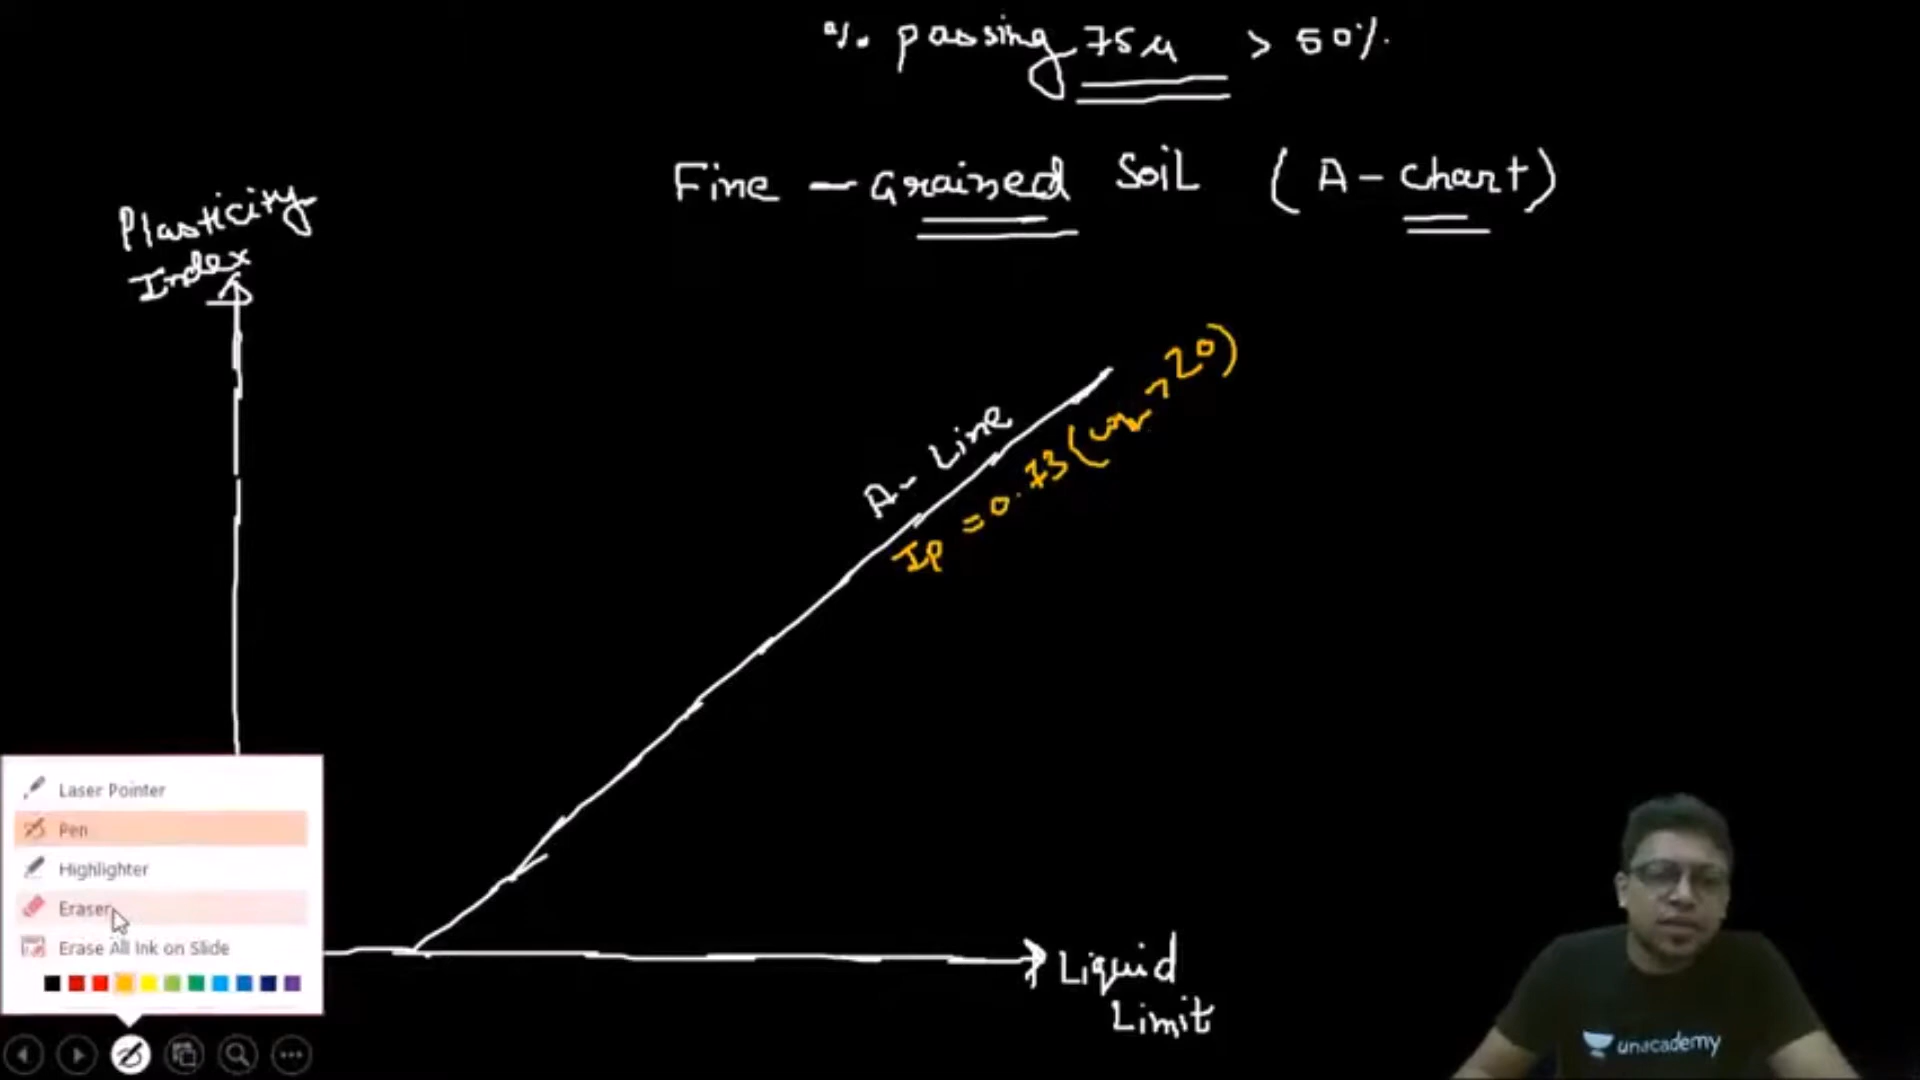 % passing 75μ > 50%
Fine - Grained Soil (A - chart)
Plasticity
Index
A - Line
IP = 0.73 ( 20)
Laser Pointer
Pen
Highlighter
Eraser
Erase All Ink on Slide
Liquid
Limit
unacademy